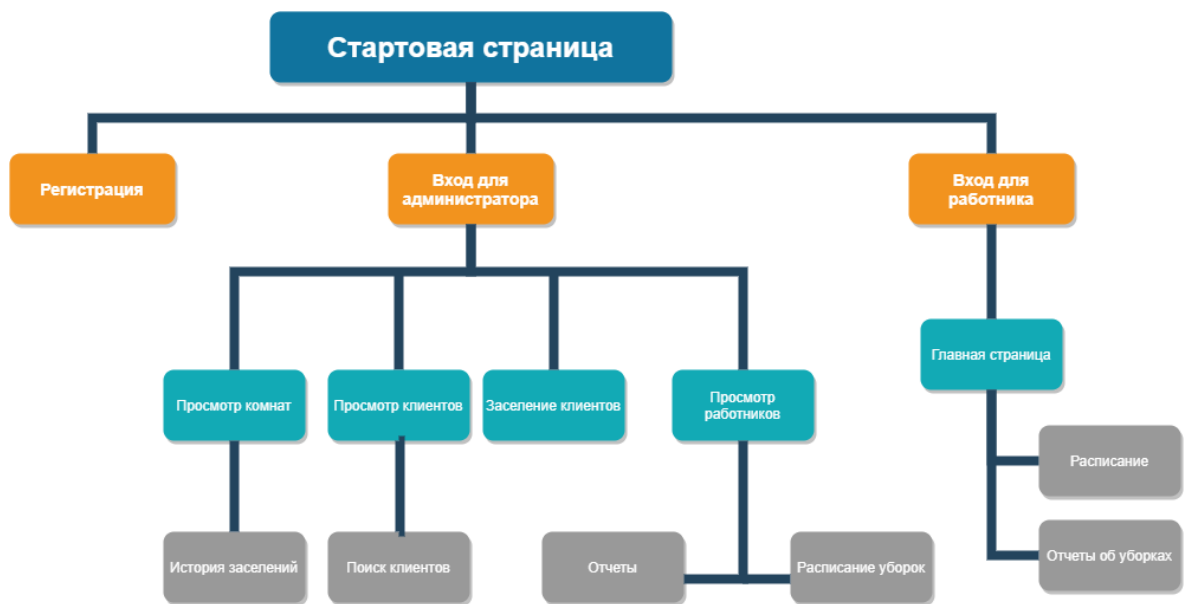 Стартовая страница
Регистрация
Вход для
администратора
Вход для
работника
Главная страница
Просмотр комнат
Просмотр клиентов
Заселение клиентов
Просмотр
работников
Расписание
История заселений
Поиск клиентов
Отчеты
Расписание уборок
Отчеты об уборках